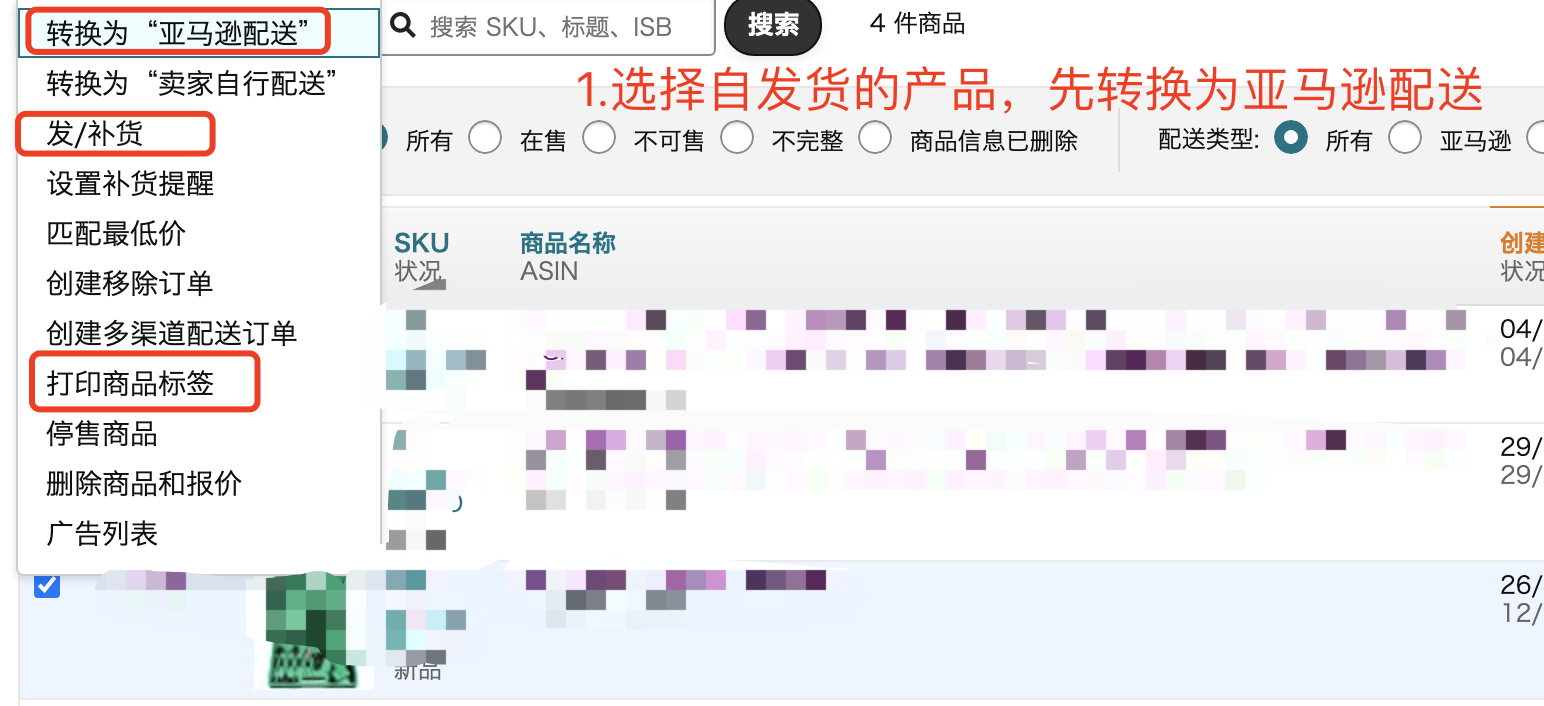 转换为“亚马逊配送”
搜索 SKU、标题、ISB
搜索
4 件商品
转换为“卖家自行配送”
1.选择自发货的产品，先转换为亚马逊配送
发/补货
所有 在售 不可售 不完整 商品信息已删除 配送类型: 所有 亚马逊
设置补货提醒
匹配最低价
SKU 商品名称 创建
状况 ASIN 状况
创建移除订单
创建多渠道配送订单
04/
04/
打印商品标签
停售商品
29/
29/
删除商品和报价
广告列表
26/
12/
新品